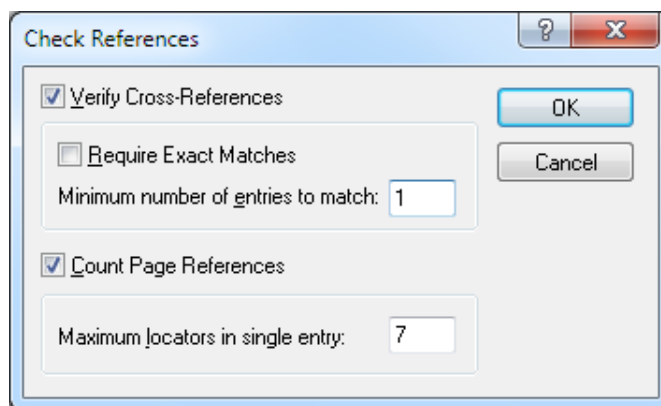 Check References
? X
Verify Cross-References
OK
Require Exact Matches
Cancel
Minimum number of entries to match: 1
Count Page References
Maximum locators in single entry: 7